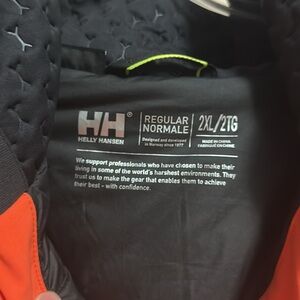 HH®
HELLY HANSEN
REGULAR
NORMALE
Designed and developed
in Norway since 1877
2XL/2TG
MADE IN CHINA
FABRIQUÉ EN CHINE
We support professionals who have chosen to make their
living in some of the world's harshest environments. They
trust us to make the gear that enables them to achieve
their best - with confidence.